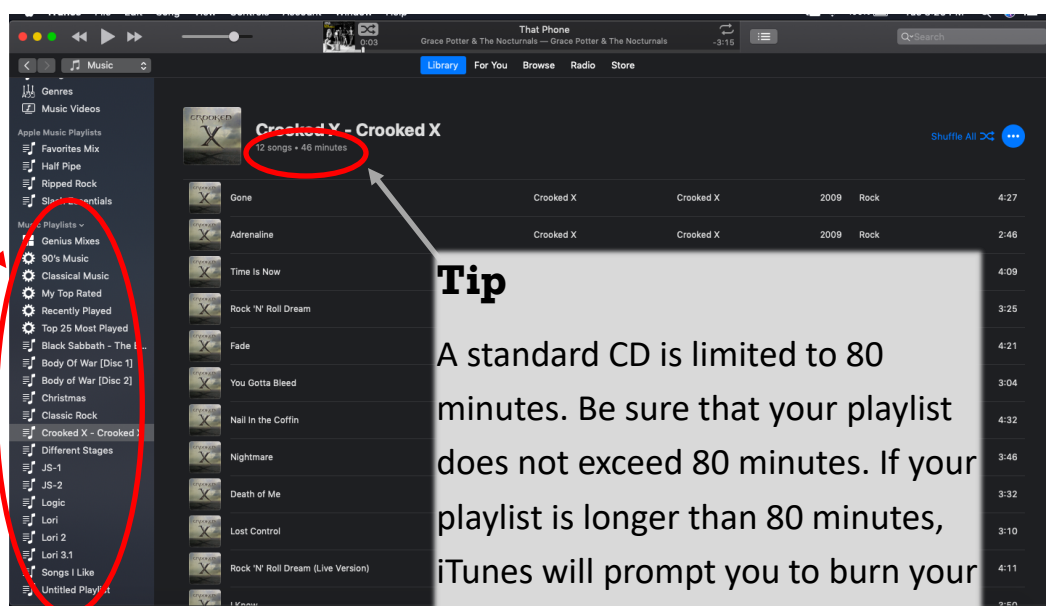 That Phone
0:03
Grace Potter & The Nocturnals — Grace Potter & The Nocturnals
-3:15
Search
Music
Library For You Browse Radio Store
Genres
Music Videos
Apple Music Playlists
Favorites Mix
Half Pipe
Ripped Rock
Slash Essentials
Music Playlists
Genius Mixes
90's Music
Classical Music
My Top Rated
Recently Played
Top 25 Most Played
Black Sabbath - The E...
Body Of War [Disc 1]
Body of War [Disc 2]
Christmas
Classic Rock
Crooked X - Crooked X
Different Stages
JS-1
JS-2
Logic
Lori
Lori 2
Lori 3.1
Songs I Like
Untitled Playlist
CROOKED X
Crooked X - Crooked X
12 songs • 46 minutes
Shuffle All
Gone Crooked X Crooked X 2009 Rock 4:27
Adrenaline Crooked X Crooked X 2009 Rock 2:46
Time Is Now 4:09
Rock 'N' Roll Dream 3:25
Fade 4:21
You Gotta Bleed 3:04
Nail In the Coffin 4:32
Nightmare 3:46
Death of Me 3:32
Lost Control 3:10
Rock 'N' Roll Dream (Live Version) 4:11
I Know 3:50
Tip
A standard CD is limited to 80
minutes. Be sure that your playlist
does not exceed 80 minutes. If your
playlist is longer than 80 minutes,
iTunes will prompt you to burn your